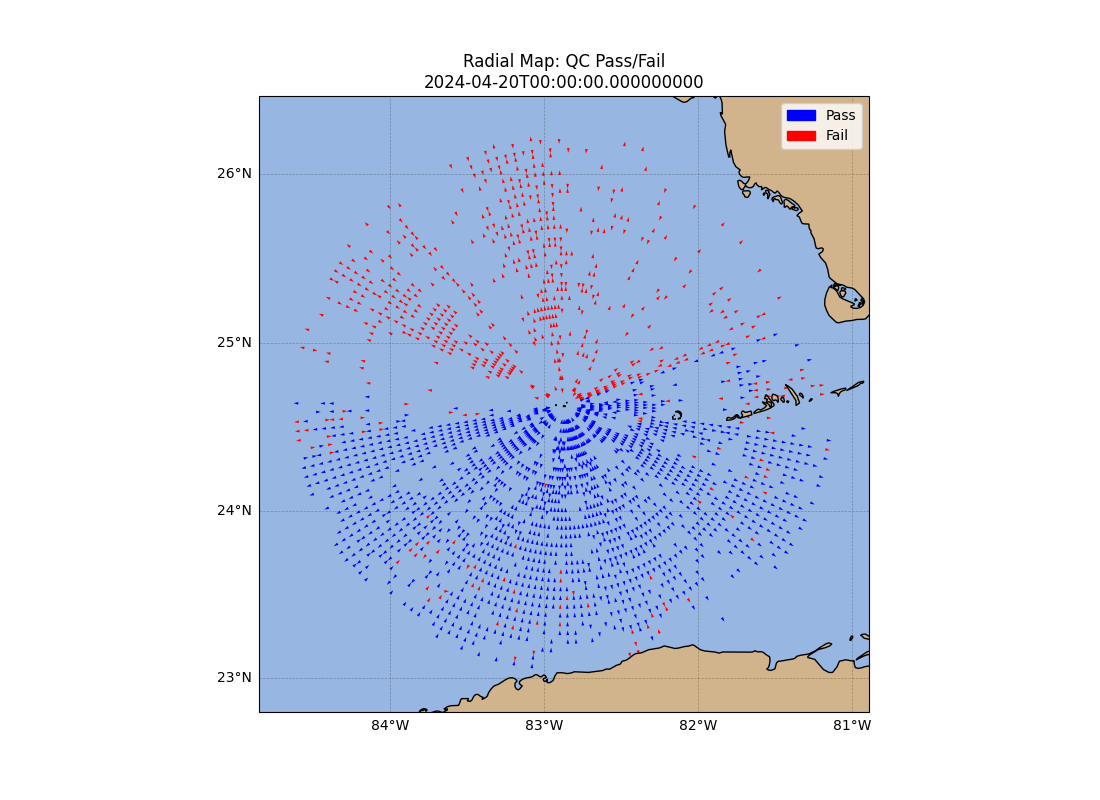 Radial Map: QC Pass/Fail
2024-04-20T00:00:00.000000000
Pass
Fail
26°N
25°N
24°N
23°N
84°W
83°W
82°W
81°W